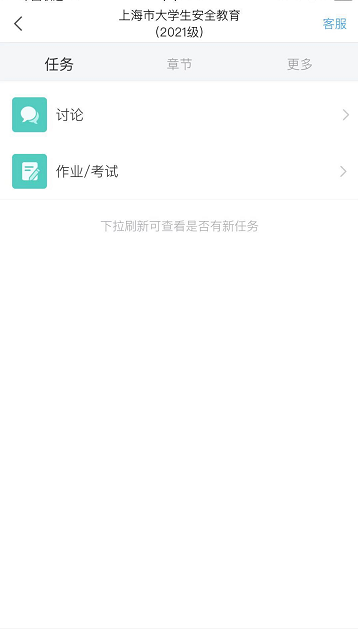 上海市大学生安全教育
(2021级)
客服
任务
章节
更多
讨论
作业/考试
下拉刷新可查看是否有新任务